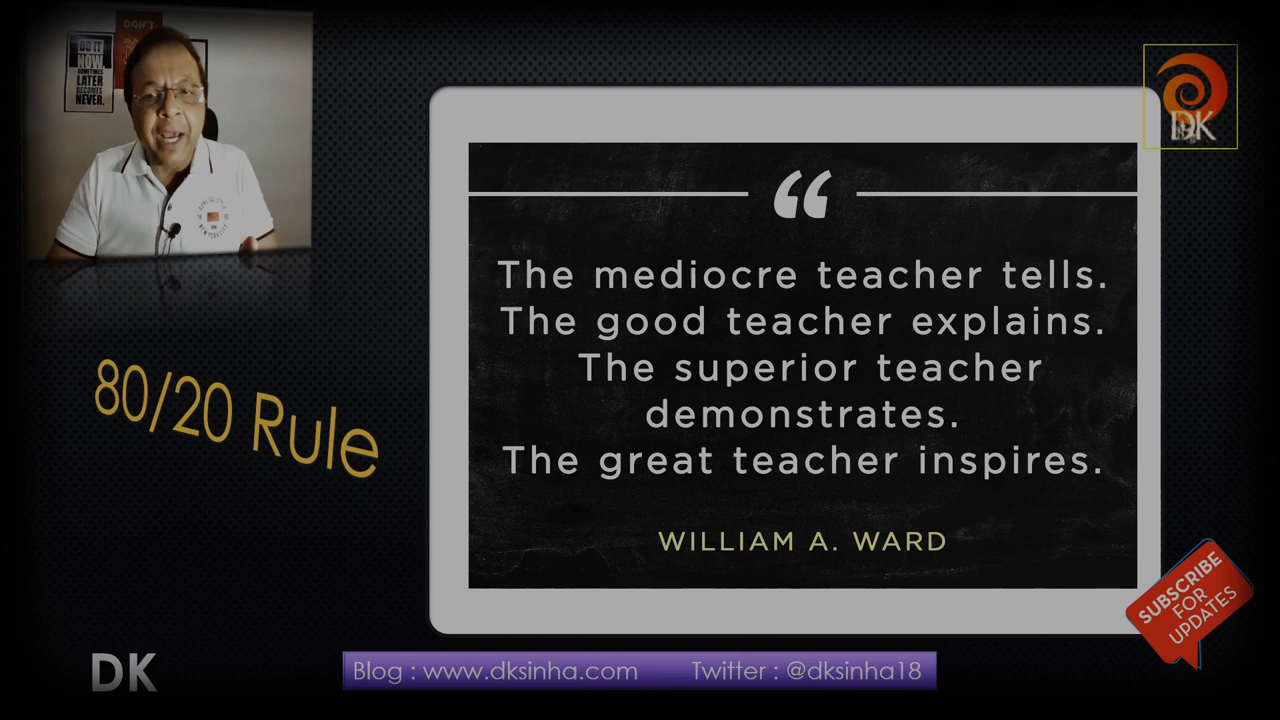 DO IT
NOW
SOMETIMES
LATER
BECOMES
NEVER.
DON'T
DK
“
The mediocre teacher tells.
The good teacher explains.
The superior teacher
demonstrates.
The great teacher inspires.
WILLIAM A. WARD
80/20 Rule
SUBSCRIBE
FOR
UPDATES
DK
Blog : www.dksinha.com Twitter : @dksinha18